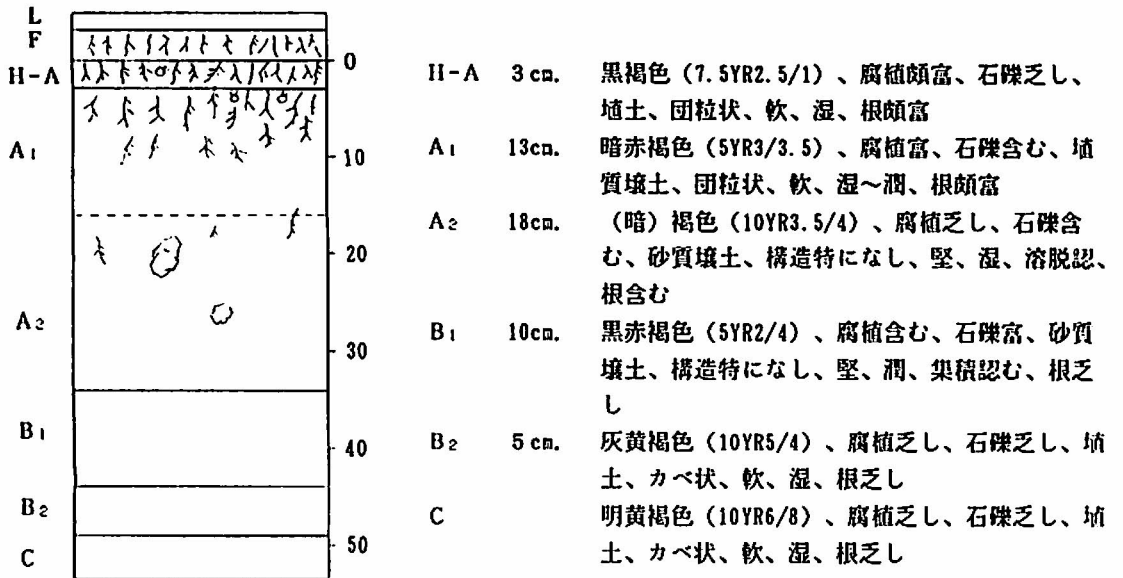 L
F
H-A
A1
A2
B1
B2
C
0
10
20
30
40
50
H-A 3cm. 黒褐色（7.5YR2.5/1）、腐植頗富、石礫乏し、
埴土、団粒状、軟、湿、根頗富
A1 13cm. 暗赤褐色（5YR3/3.5）、腐植富、石礫含む、埴
質壌土、団粒状、軟、湿～潤、根頗富
A2 18cm. （暗）褐色（10YR3.5/4）、腐植乏し、石礫含
む、砂質壌土、構造特になし、堅、湿、溶脱認、
根含む
B1 10cm. 黒赤褐色（5YR2/4）、腐植含む、石礫富、砂質
壌土、構造特になし、堅、潤、集積認む、根乏
し
B2 5cm. 灰黄褐色（10YR5/4）、腐植乏し、石礫乏し、埴
土、カベ状、軟、湿、根乏し
C 明黄褐色（10YR6/8）、腐植乏し、石礫乏し、埴
土、カベ状、軟、湿、根乏し